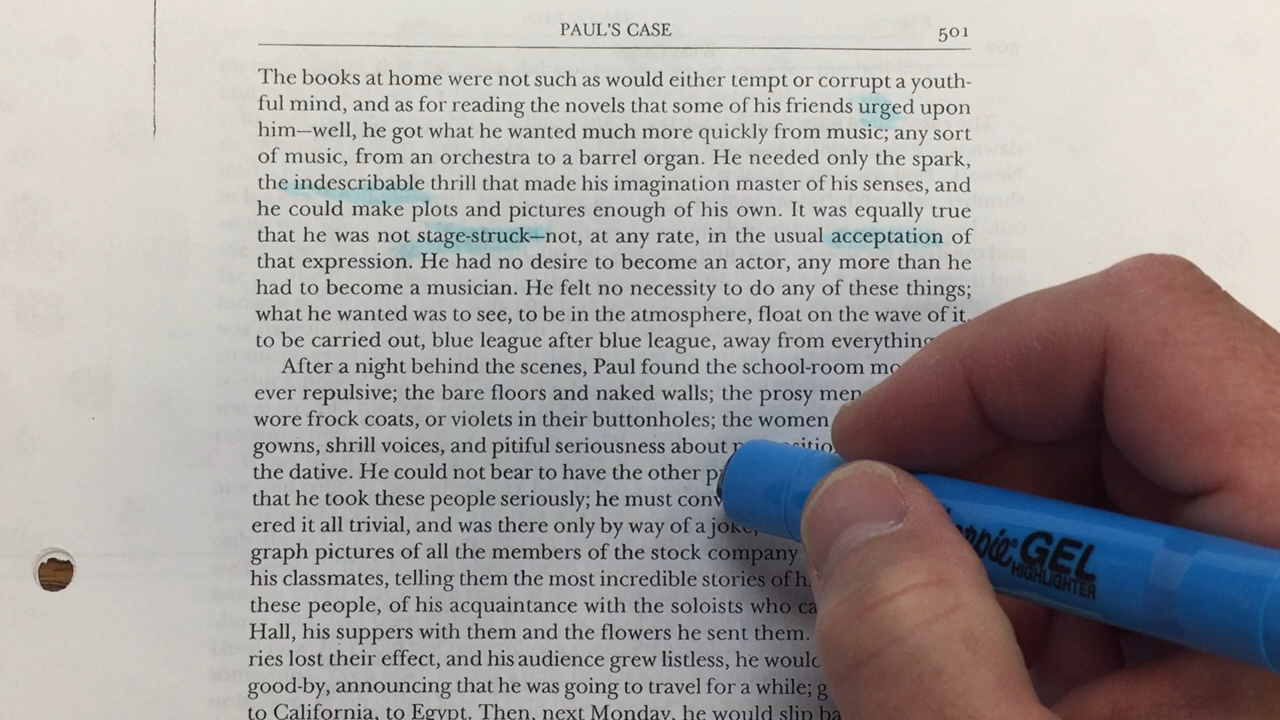 PAUL'S CASE 501
The books at home were not such as would either tempt or corrupt a youth-
ful mind, and as for reading the novels that some of his friends urged upon
him—well, he got what he wanted much more quickly from music; any sort
of music, from an orchestra to a barrel organ. He needed only the spark,
the indescribable thrill that made his imagination master of his senses, and
he could make plots and pictures enough of his own. It was equally true
that he was not stage-struck—not, at any rate, in the usual acceptation of
that expression. He had no desire to become an actor, any more than he
had to become a musician. He felt no necessity to do any of these things;
what he wanted was to see, to be in the atmosphere, float on the wave of it,
to be carried out, blue league after blue league, away from everything
After a night behind the scenes, Paul found the school-room
ever repulsive; the bare floors and naked walls; the prosy men
wore frock coats, or violets in their buttonholes; the women
gowns, shrill voices, and pitiful seriousness about
the dative. He could not bear to have the other
that he took these people seriously; he must
ered it all trivial, and was there only by way of a joke,
graph pictures of all the members of the stock company
his classmates, telling them the most incredible stories of
these people, of his acquaintance with the soloists who
Hall, his suppers with them and the flowers he sent them.
ries lost their effect, and his audience grew listless, he
good-by, announcing that he was going to travel for a while;
to California, to Egypt. Then, next Monday, he would slip
GEL
HIGHLIGHTER